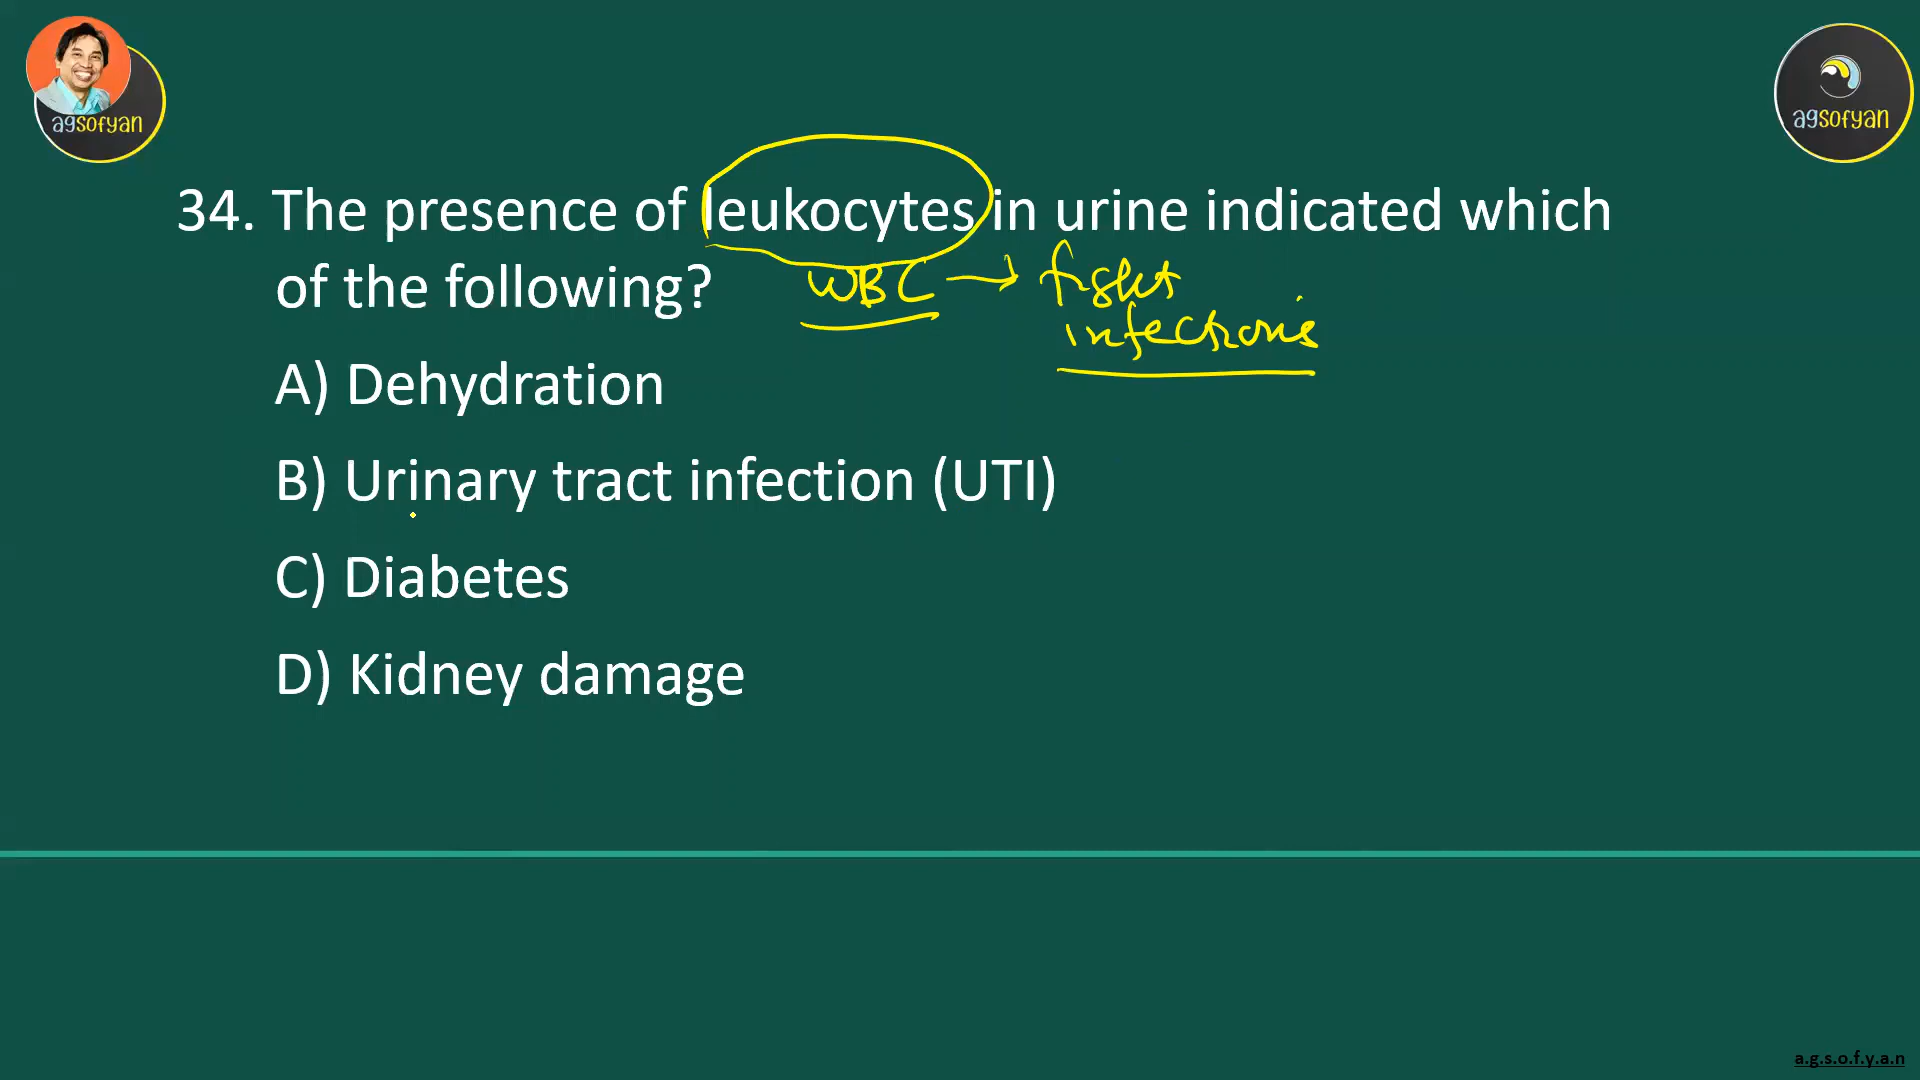 agsofyan
agsofyan
34. The presence of leukocytes in urine indicated which
of the following?
WBC → fight
infections
A) Dehydration
B) Urinary tract infection (UTI)
C) Diabetes
D) Kidney damage
a.g.s.o.f.y.a.n